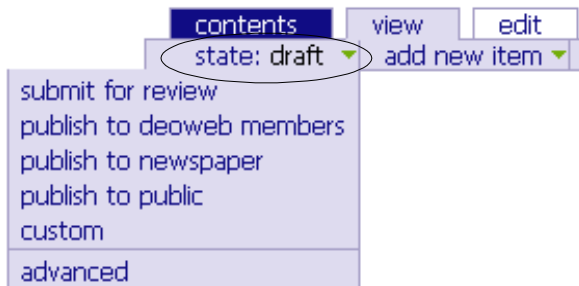 contents view edit
state: draft add new item
submit for review
publish to deoweb members
publish to newspaper
publish to public
custom
advanced